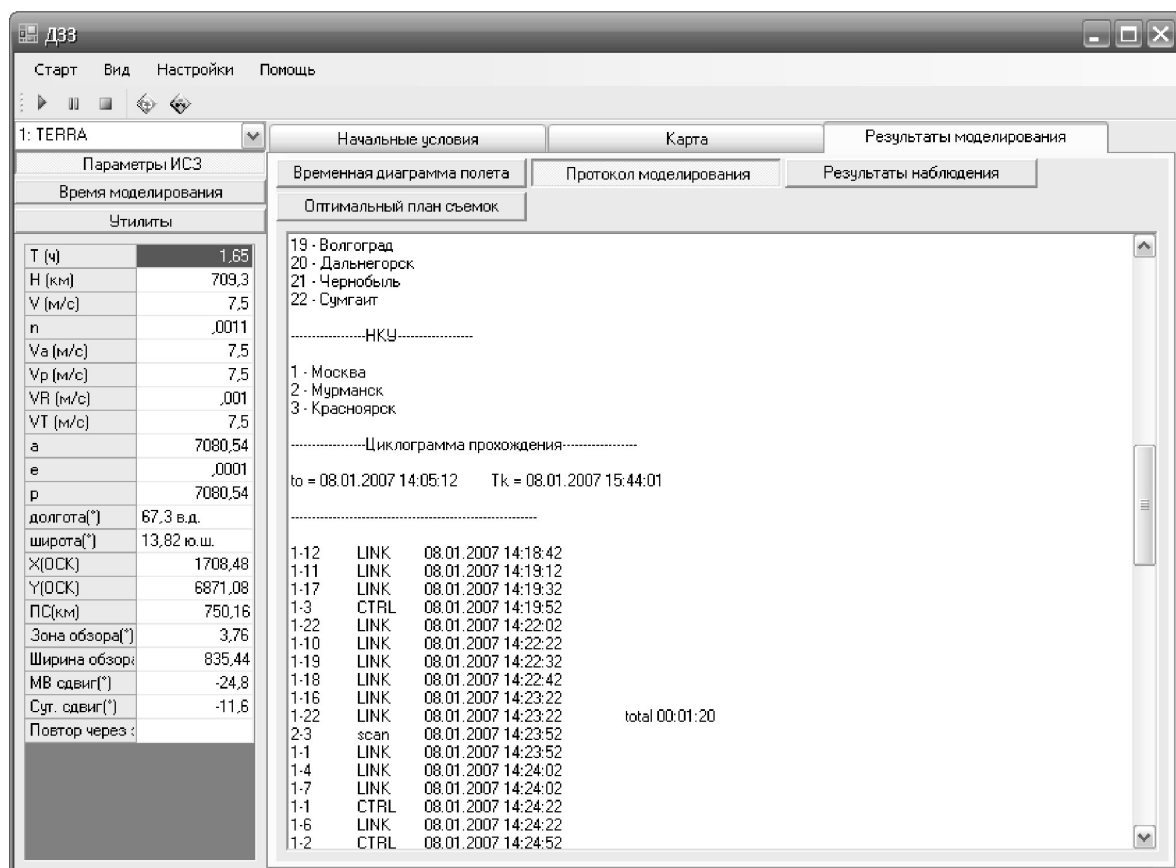 ДЗЗ
Старт Вид Настройки Помощь
1: TERRA
Параметры ИСЗ
Время моделирования
Утилиты
T (ч) 1,65
H (км) 709,3
V (м/с) 7,5
n ,0011
Va (м/с) 7,5
Vp (м/с) 7,5
VR (м/с) ,001
VT (м/с) 7,5
a 7080,54
e ,0001
p 7080,54
долгота(°) 67,3 в.д.
широта(°) 13,82 ю.ш.
X(ОСК) 1708,48
Y(ОСК) 6871,08
ПС(км) 750,16
Зона обзора(°) 3,76
Ширина обзора 835,44
МВ сдвиг(°) -24,8
Сут. сдвиг(°) -11,6
Повтор через
Начальные условия Карта Результаты моделирования
Временная диаграмма полета Протокол моделирования Результаты наблюдения
Оптимальный план съемок
19 - Волгоград
20 - Дальнегорск
21 - Чернобыль
22 - Сумгаит
-----------------НКУ-----------------
1 - Москва
2 - Мурманск
3 - Красноярск
-----------------Циклограмма прохождения-----------------
to = 08.01.2007 14:05:12 Tk = 08.01.2007 15:44:01
--------------------------------------------------------
1-12 LINK 08.01.2007 14:18:42
1-11 LINK 08.01.2007 14:19:12
1-17 LINK 08.01.2007 14:19:32
1-3 CTRL 08.01.2007 14:19:52
1-22 LINK 08.01.2007 14:22:02
1-10 LINK 08.01.2007 14:22:22
1-19 LINK 08.01.2007 14:22:32
1-18 LINK 08.01.2007 14:22:42
1-16 LINK 08.01.2007 14:23:22
1-22 LINK 08.01.2007 14:23:22 total 00:01:20
2-3 scan 08.01.2007 14:23:52
1-1 LINK 08.01.2007 14:23:52
1-4 LINK 08.01.2007 14:24:02
1-7 LINK 08.01.2007 14:24:02
1-1 CTRL 08.01.2007 14:24:22
1-6 LINK 08.01.2007 14:24:22
1-2 CTRL 08.01.2007 14:24:52